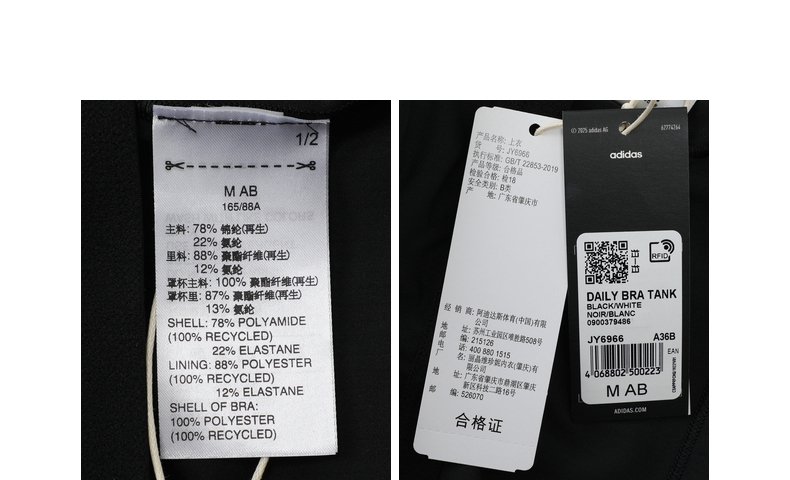 1/2
M AB
165/88A
主料: 78% 锦纶(再生)
22% 氨纶
里料: 88% 聚酯纤维(再生)
12% 氨纶
罩杯主料: 100% 聚酯纤维(再生)
罩杯里: 87% 聚酯纤维(再生)
13% 氨纶
SHELL: 78% POLYAMIDE
(100% RECYCLED)
22% ELASTANE
LINING: 88% POLYESTER
(100% RECYCLED)
12% ELASTANE
SHELL OF BRA:
100% POLYESTER
(100% RECYCLED)
产品名称: 上衣
货 号: JY6966
执行标准: GB/T 22853-2019
产品等级: 合格品
检验合格: 检18
安全类别: B类
产 地: 广东省肇庆市
经 销 商: 阿迪达斯体育(中国)有限
公司
地 址: 苏州工业园区唯胜路508号
邮 编: 215126
电 话: 400 880 1515
厂 名: 丽晶维珍妮内衣(肇庆)有
限公司
地 址: 广东省肇庆市鼎湖区肇庆
新区科技二路16号
邮 编: 526070
合格证
© 2025 adidas AG
67774264
adidas
RFID
DAILY BRA TANK
BLACK/WHITE
NOIR/BLANC
0900379486
JY6966 A36B
EAN
4 068802 500223
M AB
ADIDAS.COM